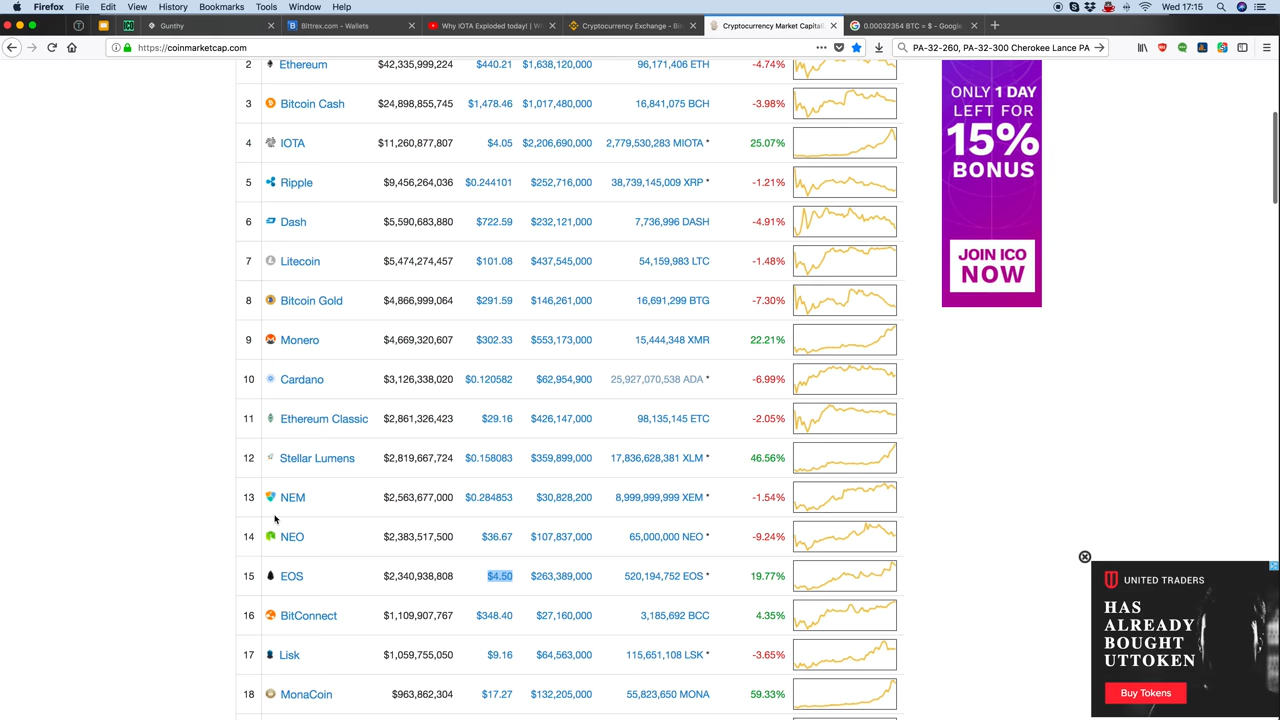 Firefox File Edit View History Bookmarks Tools Window Help Wed 17:15
Gunthy Bittrex.com - Wallets Why IOTA Exploded today! | W Cryptocurrency Exchange - Bi Cryptocurrency Market Capital 0.00032354 BTC = $ - Google
https://coinmarketcap.com PA-32-260, PA-32-300 Cherokee Lance PA
2 Ethereum $42,335,999,224 $440.21 $1,638,120,000 96,171,406 ETH -4.74%
3 Bitcoin Cash $24,898,855,745 $1,478.46 $1,017,480,000 16,841,075 BCH -3.98%
4 IOTA $11,260,877,807 $4.05 $2,206,690,000 2,779,530,283 MIOTA * 25.07%
5 Ripple $9,456,264,036 $0.244101 $252,716,000 38,739,145,009 XRP * -1.21%
6 Dash $5,590,683,880 $722.59 $232,121,000 7,736,996 DASH -4.91%
7 Litecoin $5,474,274,457 $101.08 $437,545,000 54,159,983 LTC -1.48%
8 Bitcoin Gold $4,866,999,064 $291.59 $146,261,000 16,691,299 BTG -7.30%
9 Monero $4,669,320,607 $302.33 $553,173,000 15,444,348 XMR 22.21%
10 Cardano $3,126,338,020 $0.120582 $62,954,900 25,927,070,538 ADA * -6.99%
11 Ethereum Classic $2,861,326,423 $29.16 $426,147,000 98,135,145 ETC -2.05%
12 Stellar Lumens $2,819,667,724 $0.158083 $359,899,000 17,836,628,381 XLM * 46.56%
13 NEM $2,563,677,000 $0.284853 $30,828,200 8,999,999,999 XEM * -1.54%
14 NEO $2,383,517,500 $36.67 $107,837,000 65,000,000 NEO * -9.24%
15 EOS $2,340,938,808 $4.50 $263,389,000 520,194,752 EOS * 19.77%
16 BitConnect $1,109,907,767 $348.40 $27,160,000 3,185,692 BCC 4.35%
17 Lisk $1,059,235,050 $9.16 $64,563,000 115,651,108 LSK * -3.65%
18 MonaCoin $963,862,304 $17.27 $132,205,000 55,823,650 MONA 59.33%
ONLY 1 DAY
LEFT FOR
15%
BONUS
JOIN ICO
NOW
UNITED TRADERS
HAS
ALREADY
BOUGHT
UTTOKEN
Buy Tokens